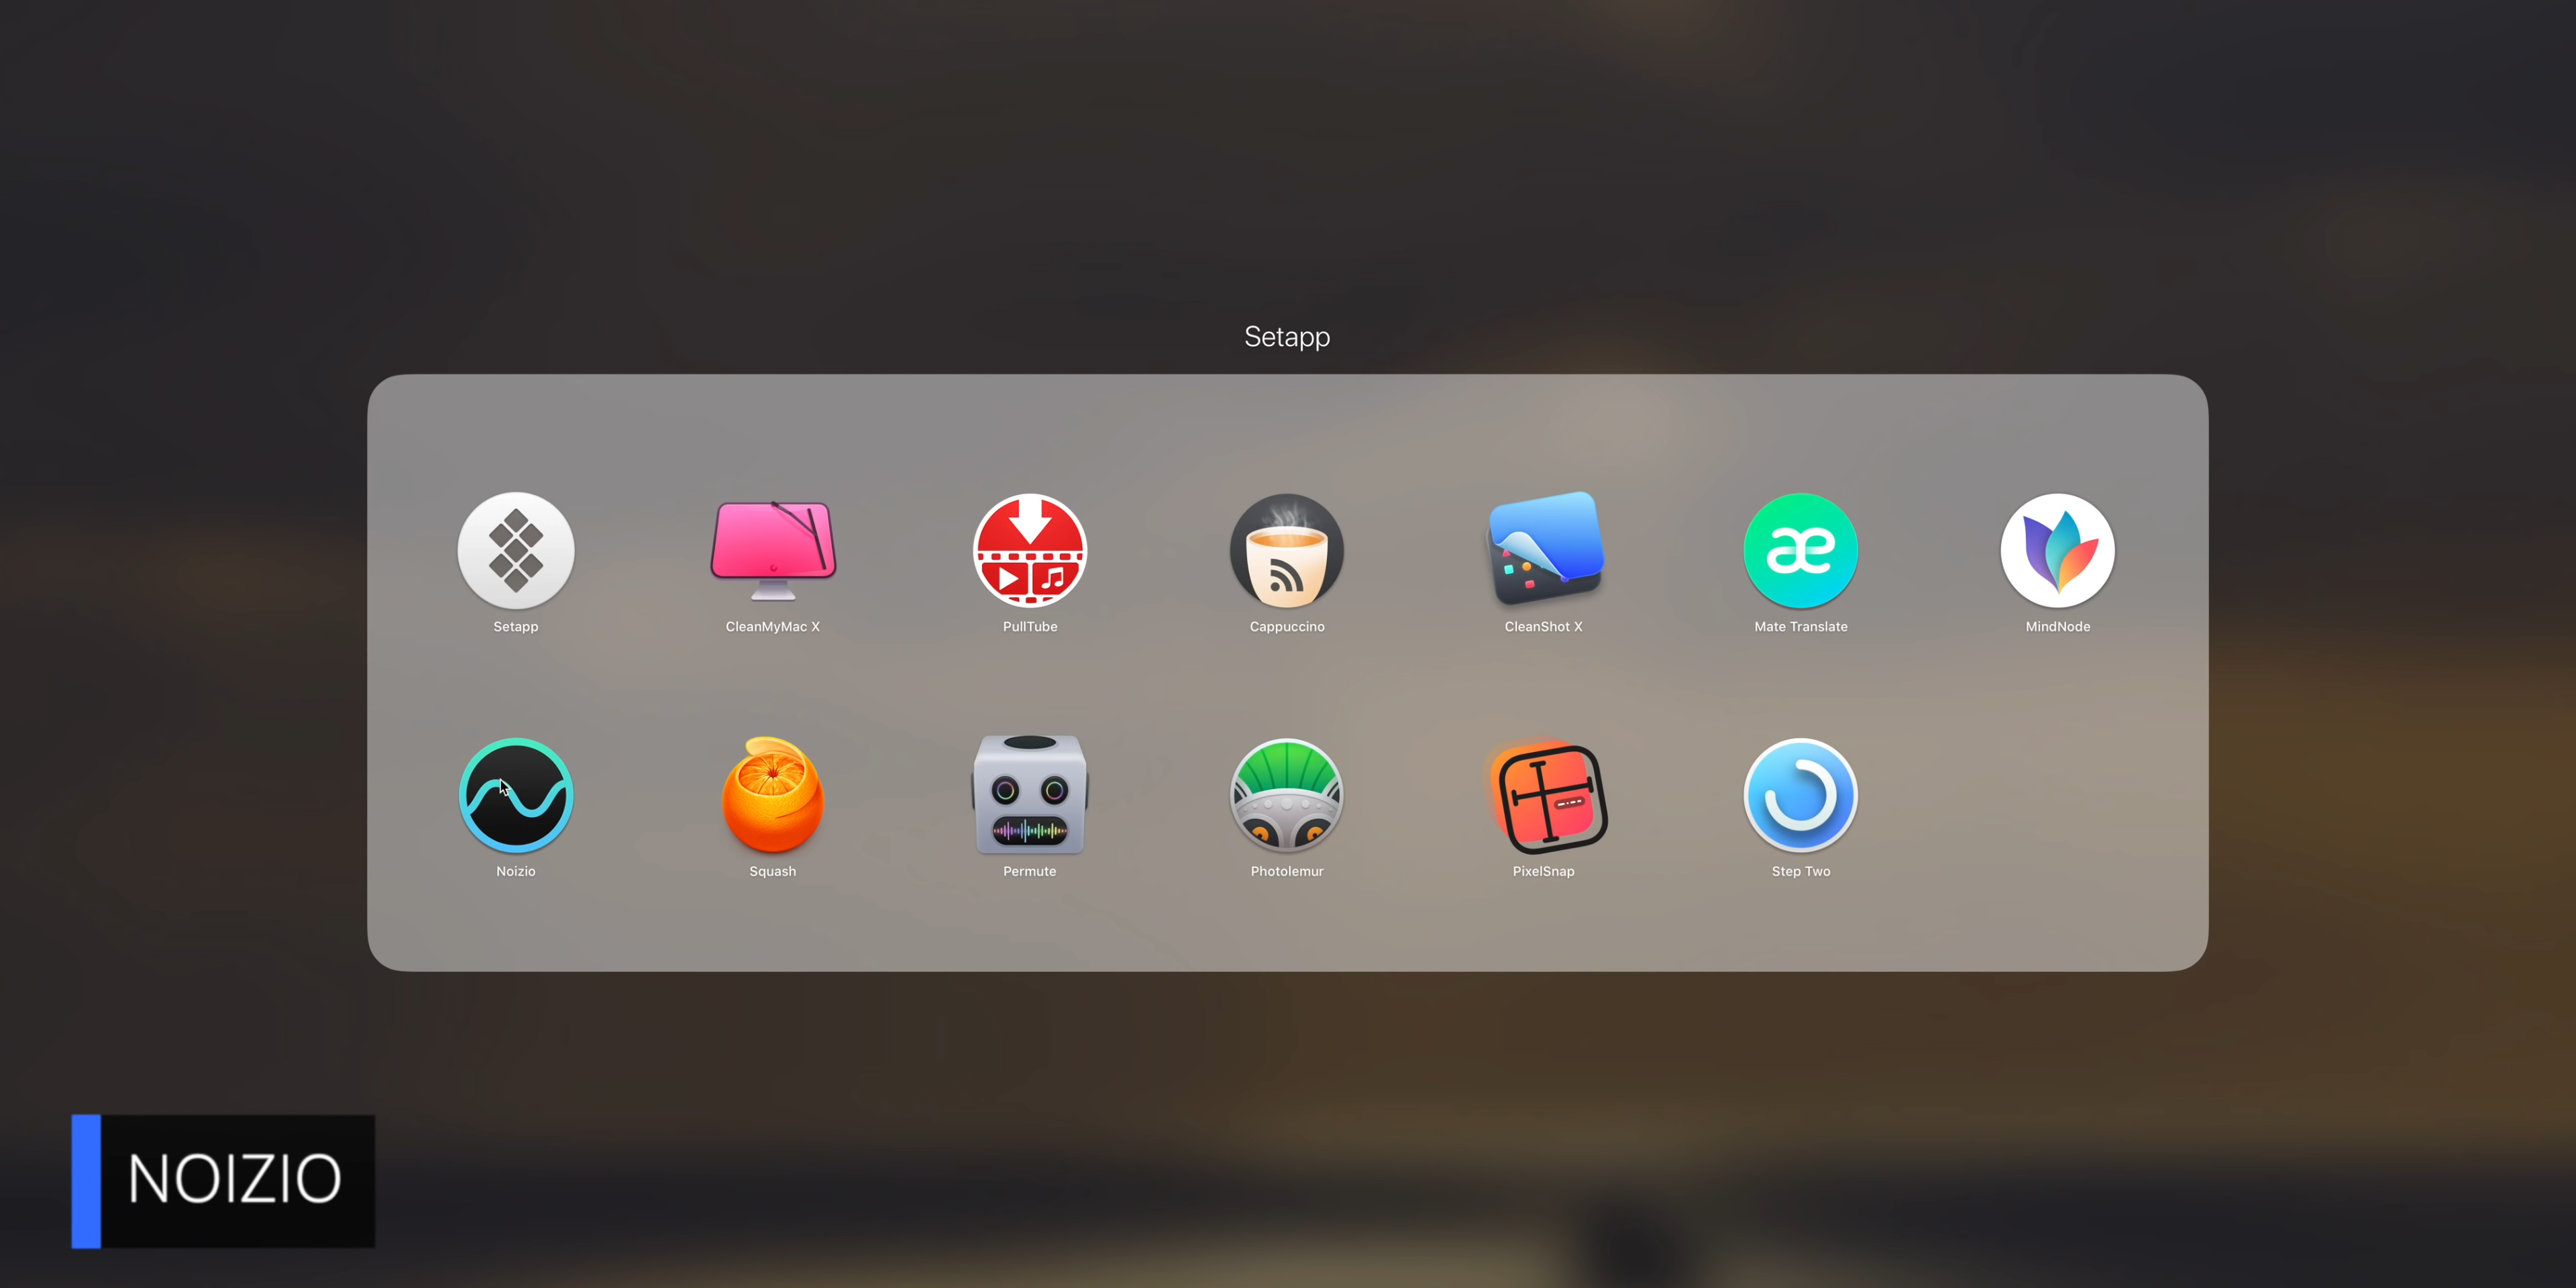 Setapp
Setapp
CleanMyMac X
PullTube
Cappuccino
CleanShot X
æ
Mate Translate
MindNode
Noizio
Squash
Permute
Photolemur
PixelSnap
Step Two
NOIZIO